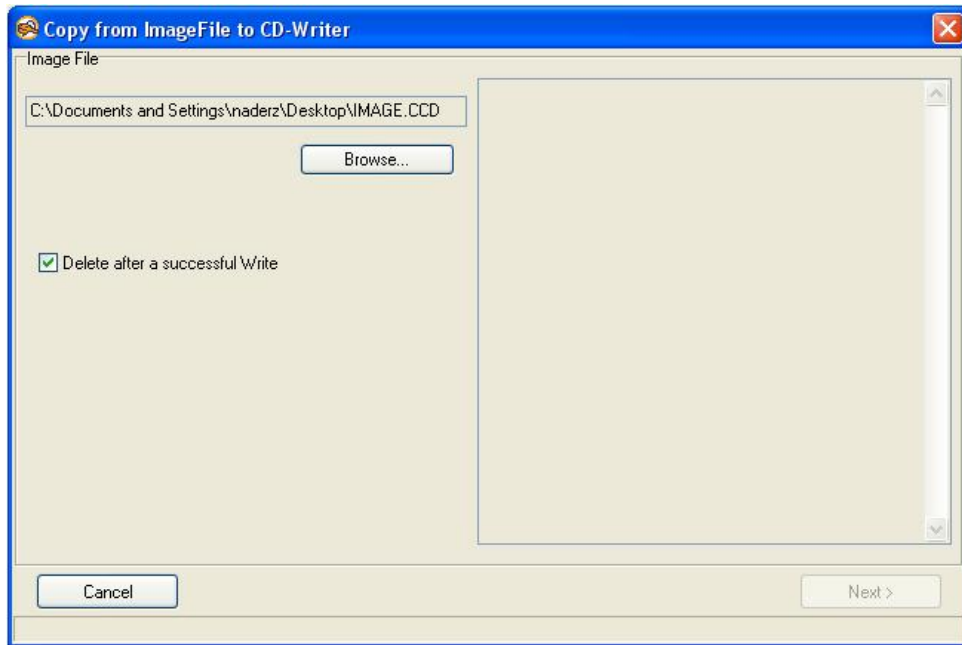 Copy from ImageFile to CD-Writer
Image File
C:\Documents and Settings\naderz\Desktop\IMAGE.CCD
Browse...
Delete after a successful Write
Cancel
Next >